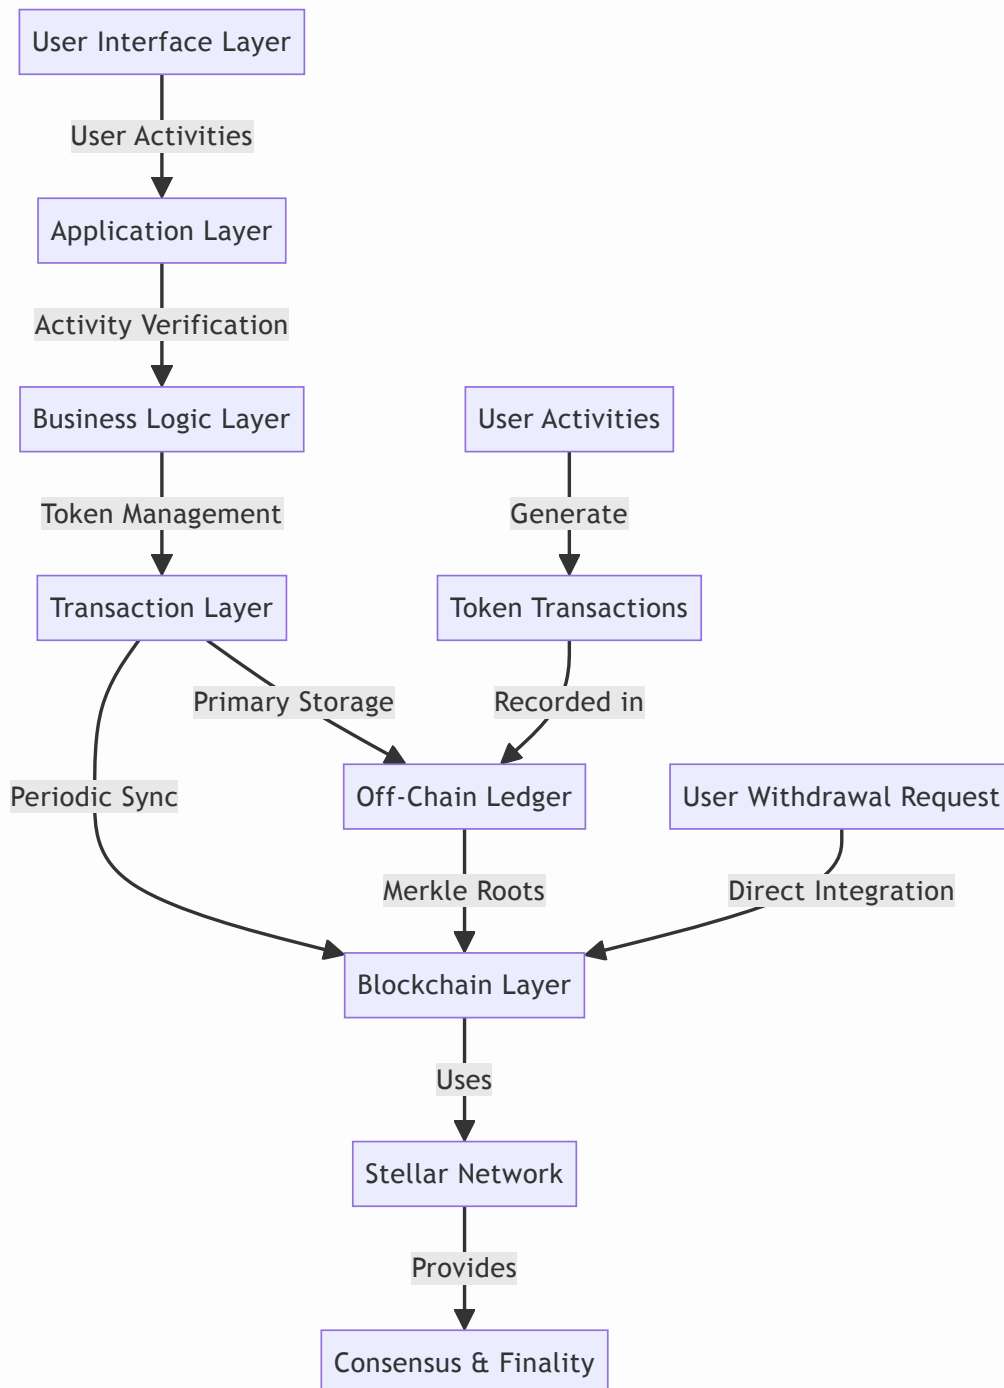 User Interface Layer
User Activities
Application Layer
Activity Verification
Business Logic Layer
User Activities
Token Management
Generate
Transaction Layer
Token Transactions
Primary Storage
Recorded in
Periodic Sync
Off-Chain Ledger
User Withdrawal Request
Merkle Roots
Direct Integration
Blockchain Layer
Uses
Stellar Network
Provides
Consensus & Finality